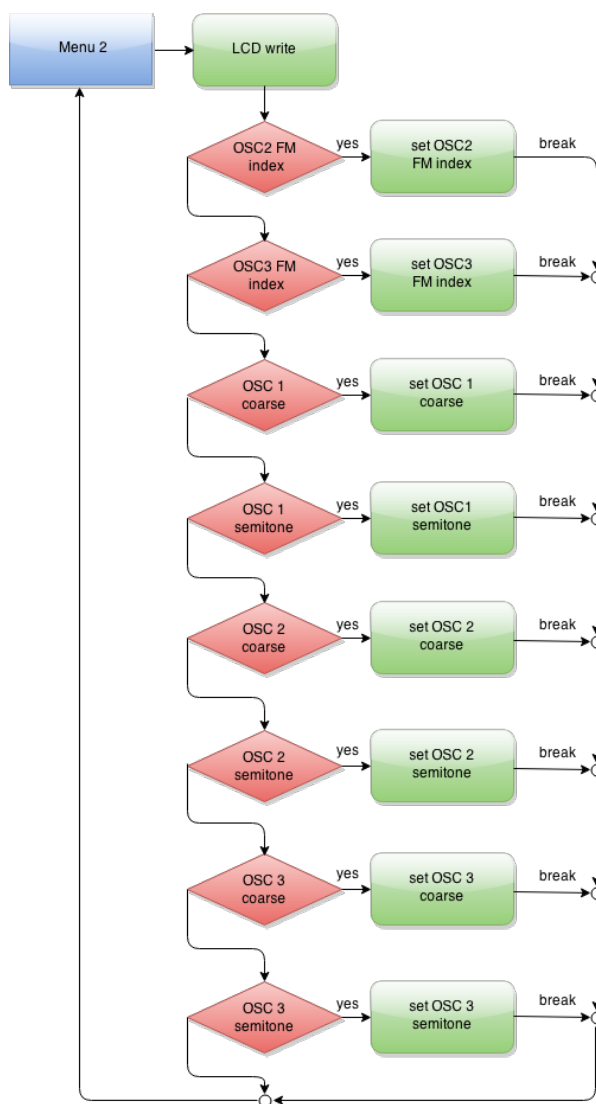 Menu 2
LCD write
OSC2 FM
index
yes
set OSC2
FM index
break
OSC3 FM
index
yes
set OSC3
FM index
break
OSC 1
coarse
yes
set OSC 1
coarse
break
OSC 1
semitone
yes
set OSC1
semitone
break
OSC 2
coarse
yes
set OSC 2
coarse
break
OSC 2
semitone
yes
set OSC 2
semitone
break
OSC 3
coarse
yes
set OSC 3
coarse
break
OSC 3
semitone
yes
set OSC 3
semitone
break